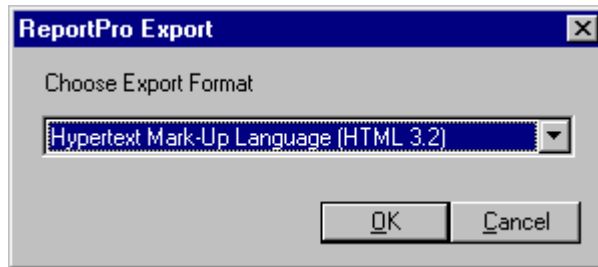 ReportPro Export
Choose Export Format
Hypertext Mark-Up Language (HTML 3.2)
OK Cancel